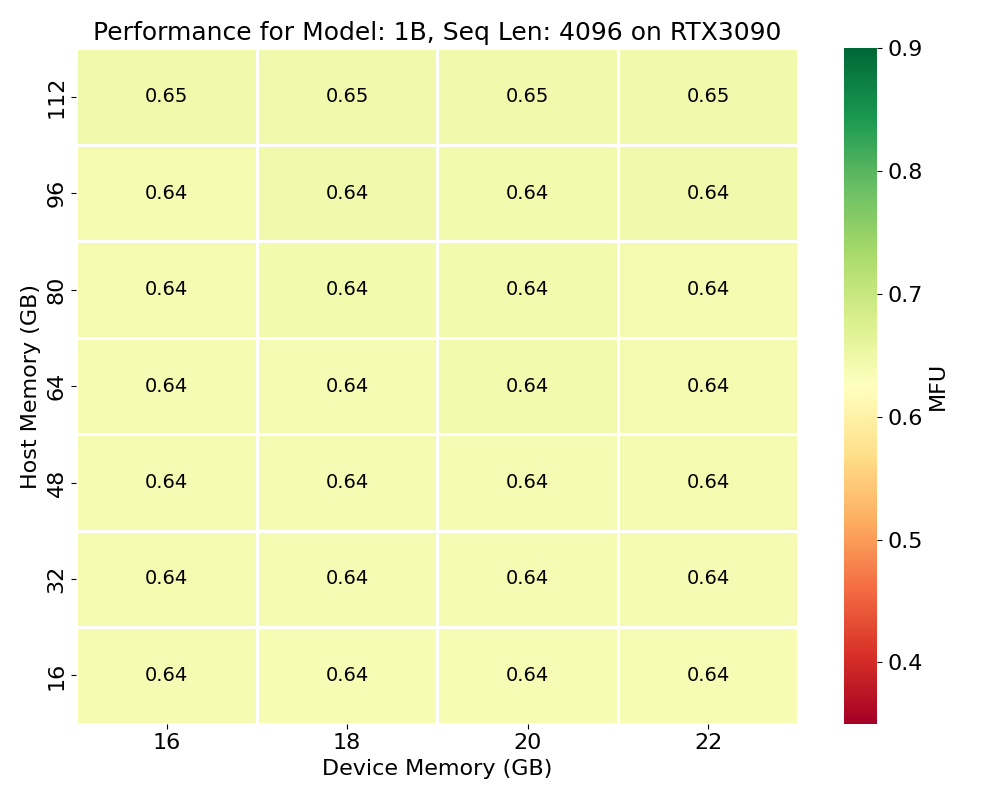 Performance for Model: 1B, Seq Len: 4096 on RTX3090
112 0.65 0.65 0.65 0.65
96 0.64 0.64 0.64 0.64
80 0.64 0.64 0.64 0.64
64 0.64 0.64 0.64 0.64
48 0.64 0.64 0.64 0.64
32 0.64 0.64 0.64 0.64
16 0.64 0.64 0.64 0.64
16 18 20 22
Device Memory (GB)
Host Memory (GB)
0.9
0.8
0.7
0.6
0.5
0.4
MFU